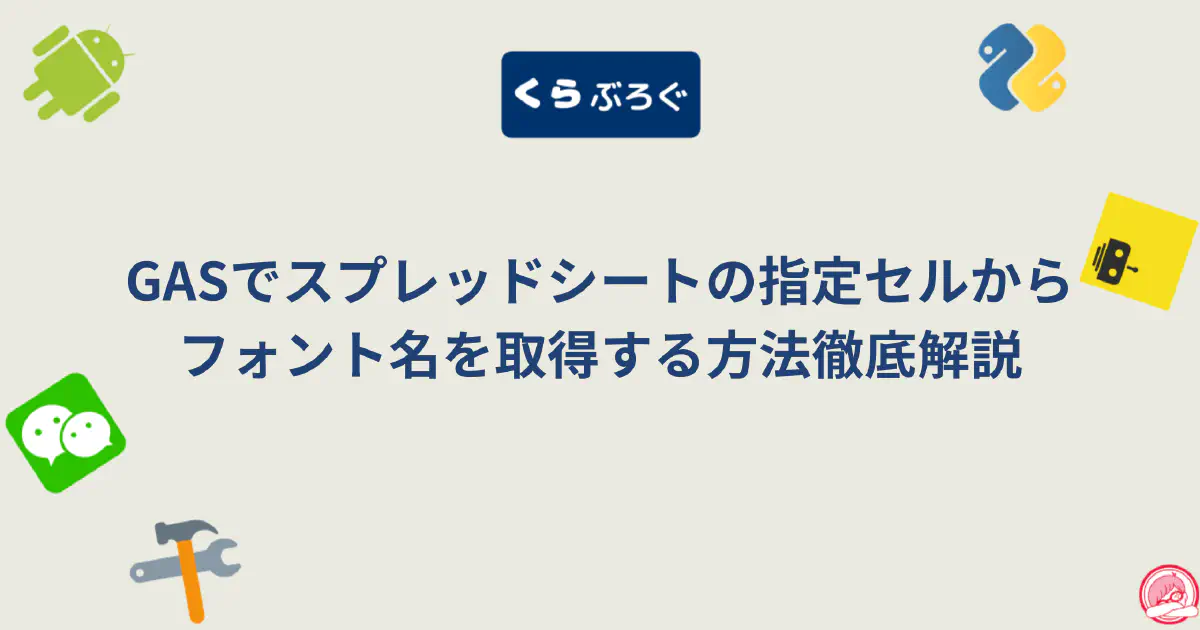 くらぶろぐ
GASでスプレッドシートの指定セルから
フォント名を取得する方法徹底解説